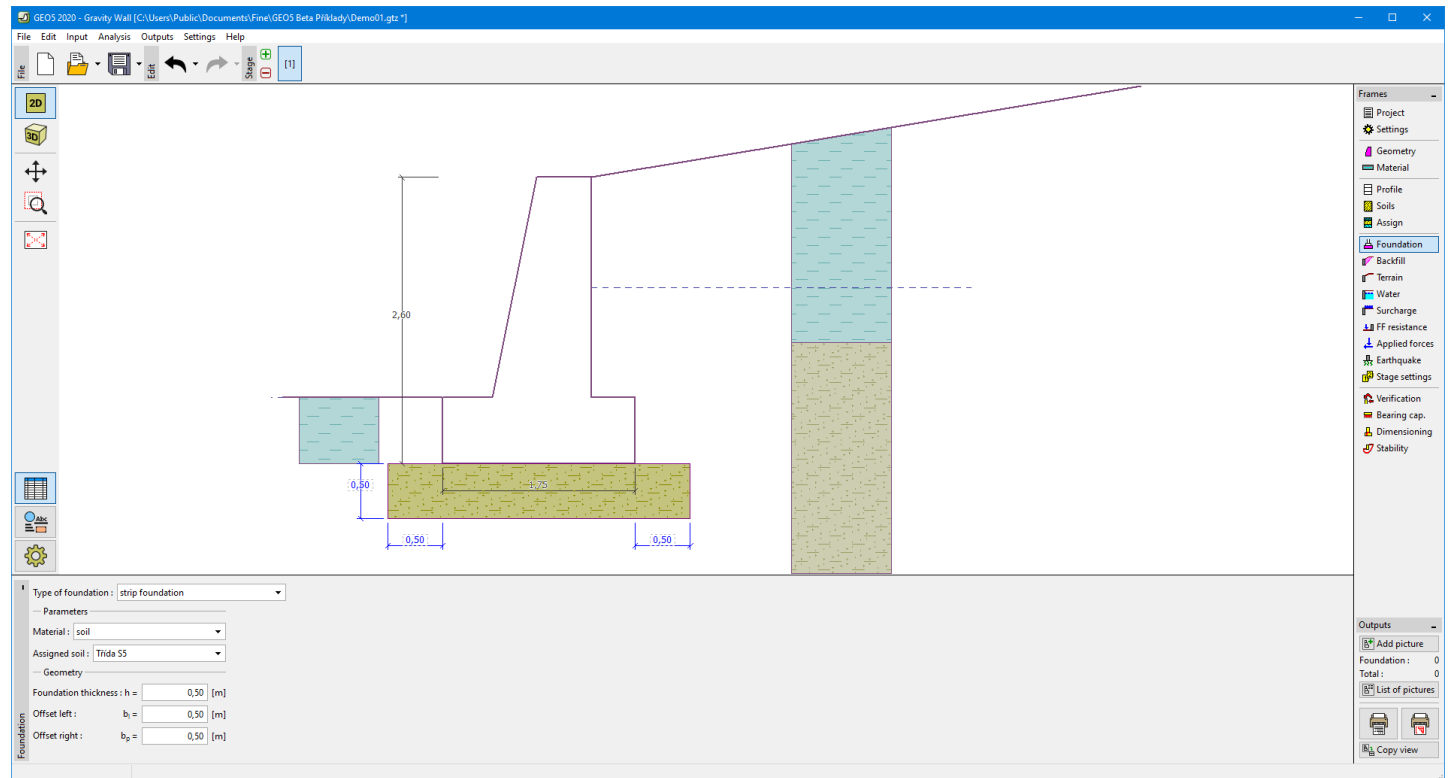 GEO5 2020 - Gravity Wall [C:\Users\Public\Documents\Fine\GEO5 Beta Příklady\Demo01.gtz *]
File Edit Input Analysis Outputs Settings Help
File
Edit
Stage
[1]
2D
3D
Abc
2,60
0,50
1,75
0,50
0,50
Frames
Project
Settings
Geometry
Material
Profile
Soils
Assign
Foundation
Backfill
Terrain
Water
Surcharge
FF resistance
Applied forces
Earthquake
Stage settings
Verification
Bearing cap.
Dimensioning
Stability
Foundation
Type of foundation : strip foundation
Parameters
Material : soil
Assigned soil : Třída S5
Geometry
Foundation thickness : h = 0,50 [m]
Offset left : bl = 0,50 [m]
Offset right : bp = 0,50 [m]
Outputs
Add picture
Foundation : 0
Total : 0
List of pictures
Copy view